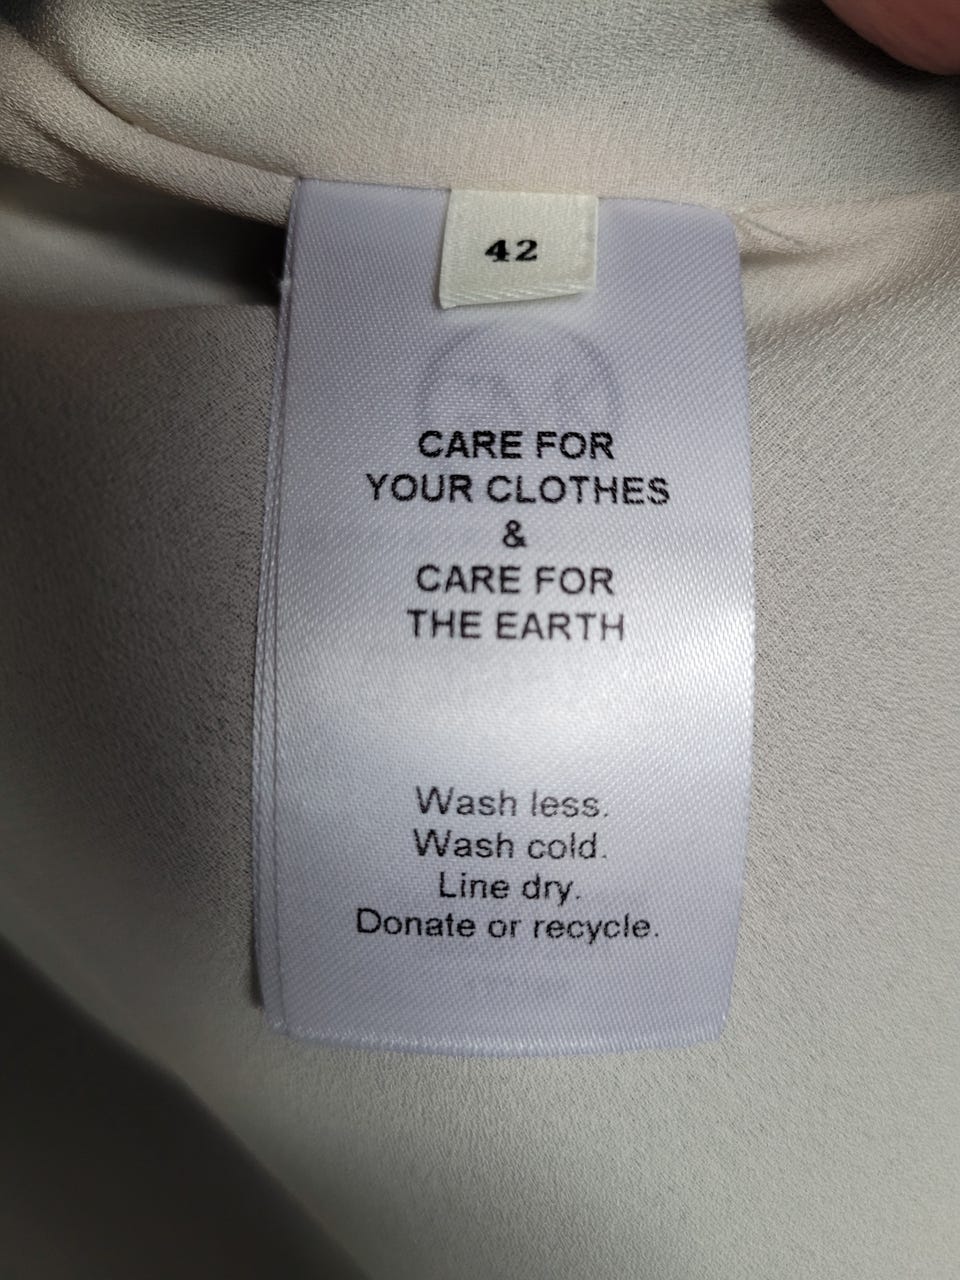 42
CARE FOR
YOUR CLOTHES
&
CARE FOR
THE EARTH
Wash less.
Wash cold.
Line dry.
Donate or recycle.